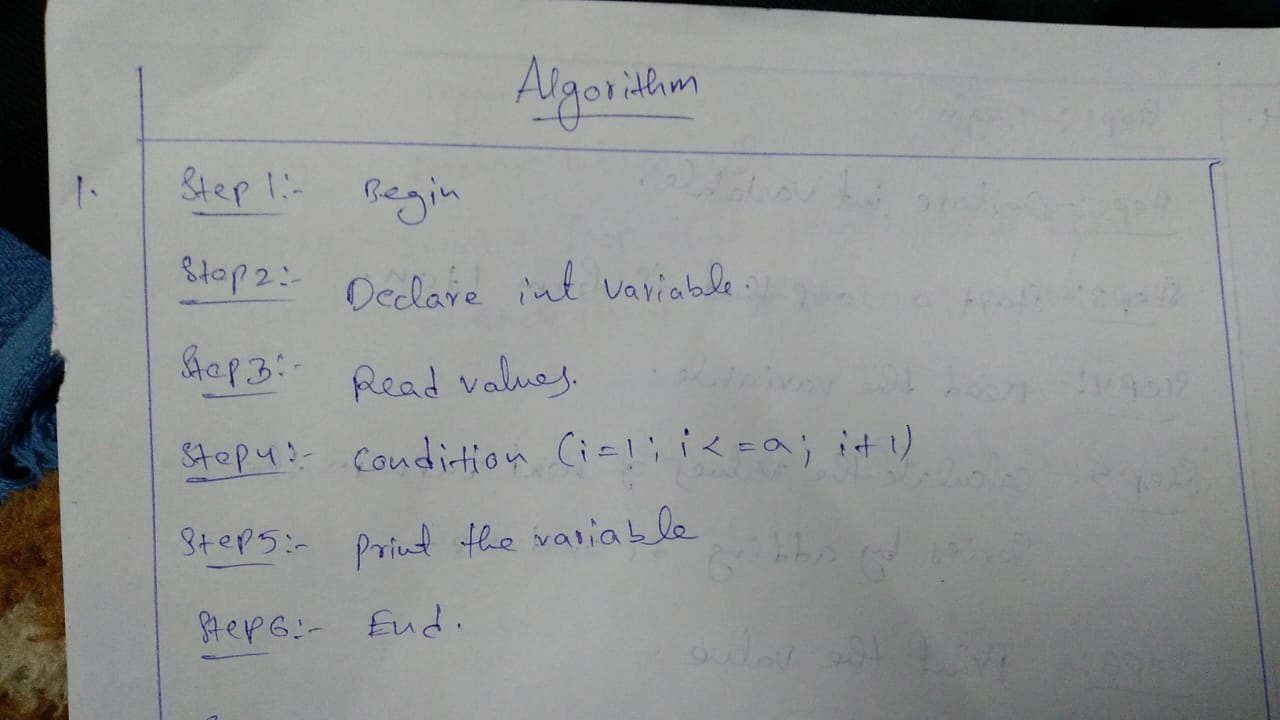 Algorithm
1. Step 1:- Begin
Step 2:- Declare int variable.
Step 3:- Read values.
Step 4:- condition (i=1; i<=a; i+1)
Step 5:- print the variable
Step 6:- End.